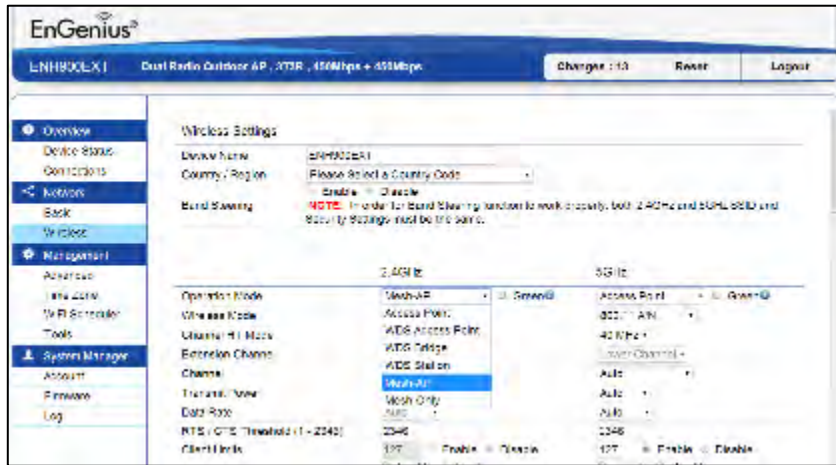 EnGenius®
ENH900EXT Dual Radio Outdoor AP, 3T3R, 450Mbps + 450Mbps Changes : 13 Reset Logout
Overview
Device Status
Connections
Network
Basic
Wireless
Management
Advanced
Time Zone
WiFi Scheduler
Tools
System Manager
Account
Firmware
Log
Wireless Settings
Device Name ENH900EXT
Country / Region Please Select a Country Code
Band Steering Enable Disable
NOTE: In order for Band Steering function to work properly, both 2.4GHz and 5GHz SSID and
Security Settings must be the same.
2.4GHz 5GHz
Operation Mode Mesh-AP Green Access Point Green
Wireless Mode 802.11 A/N
Channel HT Mode 40 MHz
Extension Channel Lower Channel
Channel Auto
Transmit Power Auto
Data Rate Auto Auto
RTS / CTS Threshold (1 - 2346) 2346 2346
Client Limits 127 Enable Disable 127 Enable Disable
Access Point
WDS Access Point
WDS Bridge
WDS Station
Mesh-AP
Mesh Only